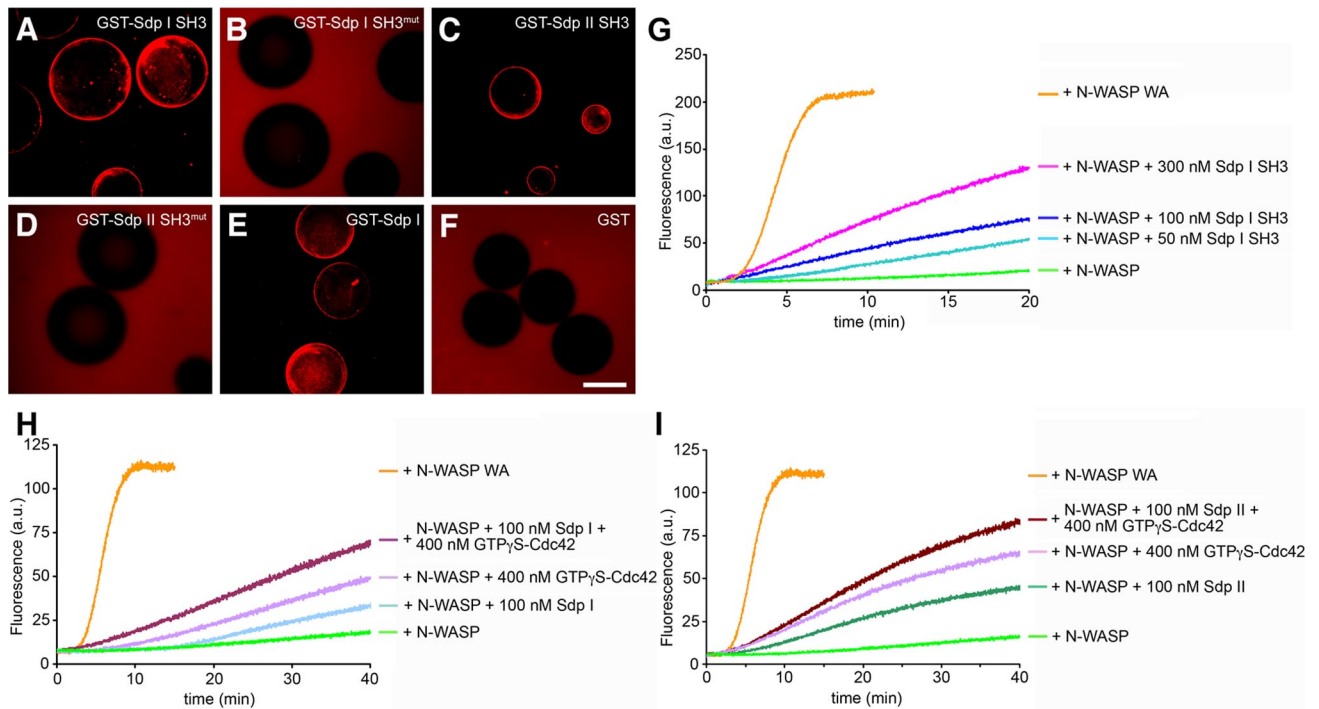 A
GST-Sdp I SH3
B
GST-Sdp I SH3mut
C
GST-Sdp II SH3
D
GST-Sdp II SH3mut
E
GST-Sdp I
F
GST
G
250
200
150
100
50
0
Fluorescence (a.u.)
0 5 10 15 20
time (min)
+ N-WASP WA
+ N-WASP + 300 nM Sdp I SH3
+ N-WASP + 100 nM Sdp I SH3
+ N-WASP + 50 nM Sdp I SH3
+ N-WASP
H
125
100
75
50
25
0
Fluorescence (a.u.)
0 10 20 30 40
time (min)
+ N-WASP WA
N-WASP + 100 nM Sdp I +
+
400 nM GTPγS-Cdc42
+ N-WASP + 400 nM GTPγS-Cdc42
+ N-WASP + 100 nM Sdp I
+ N-WASP
I
125
100
75
50
25
0
Fluorescence (a.u.)
0 10 20 30 40
time (min)
+ N-WASP WA
N-WASP + 100 nM Sdp II +
+
400 nM GTPγS-Cdc42
+ N-WASP + 400 nM GTPγS-Cdc42
+ N-WASP + 100 nM Sdp II
+ N-WASP